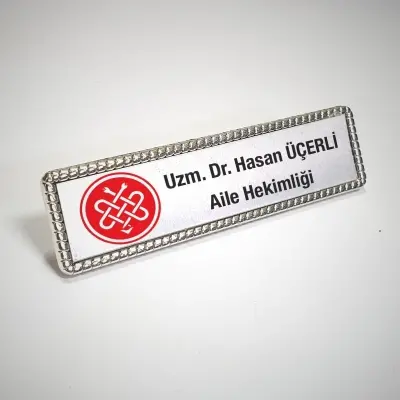 Uzm. Dr. Hasan ÜÇERLİ
Aile Hekimliği